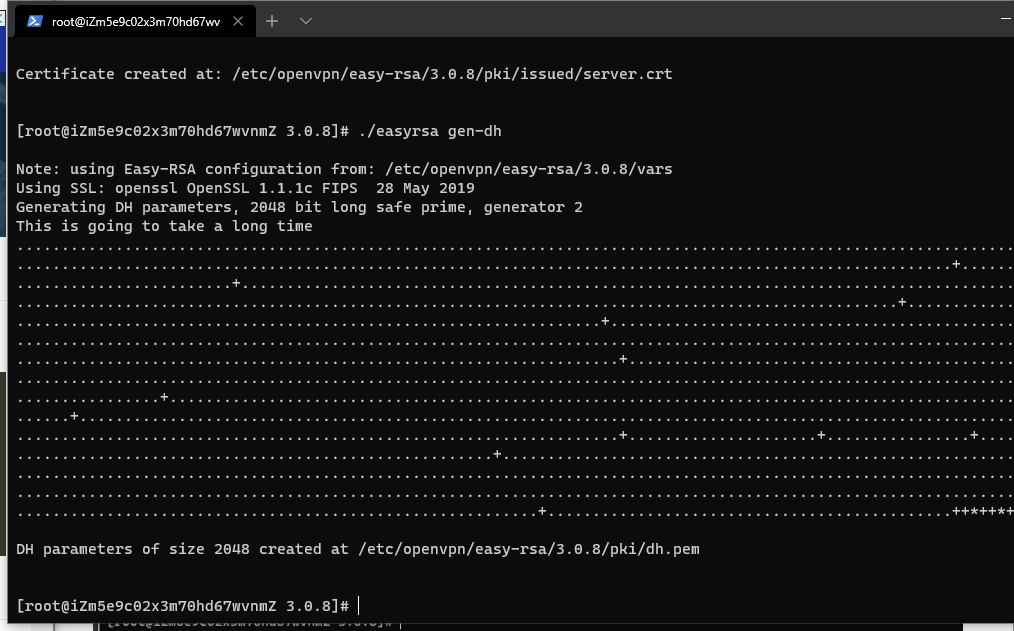 root@iZm5e9c02x3m70hd67wv
Certificate created at: /etc/openvpn/easy-rsa/3.0.8/pki/issued/server.crt
[root@iZm5e9c02x3m70hd67wvnmZ 3.0.8]# ./easyrsa gen-dh
Note: using Easy-RSA configuration from: /etc/openvpn/easy-rsa/3.0.8/vars
Using SSL: openssl OpenSSL 1.1.1c FIPS  28 May 2019
Generating DH parameters, 2048 bit long safe prime, generator 2
This is going to take a long time
DH parameters of size 2048 created at /etc/openvpn/easy-rsa/3.0.8/pki/dh.pem
[root@iZm5e9c02x3m70hd67wvnmZ 3.0.8]#